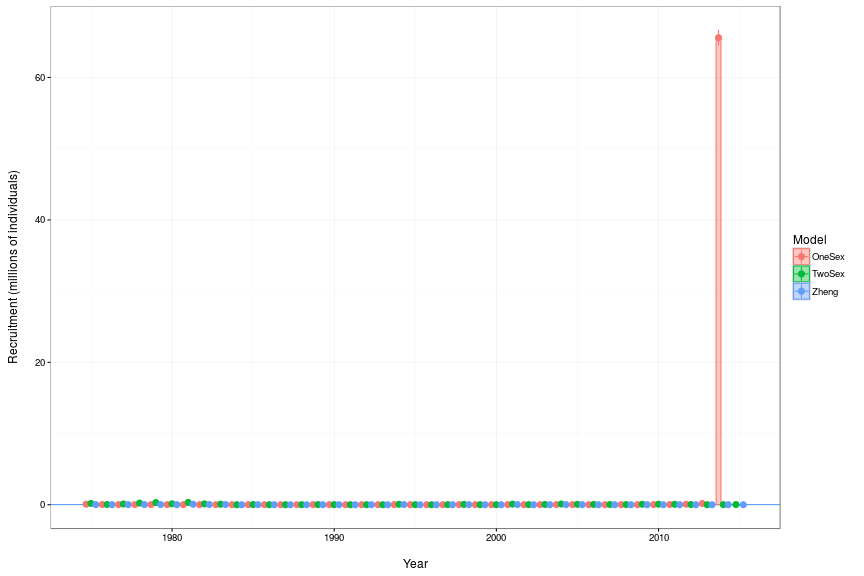 Recruitment (millions of individuals)
60
40
20
0
1980
1990
2000
2010
Year
Model
OneSex
TwoSex
Zheng